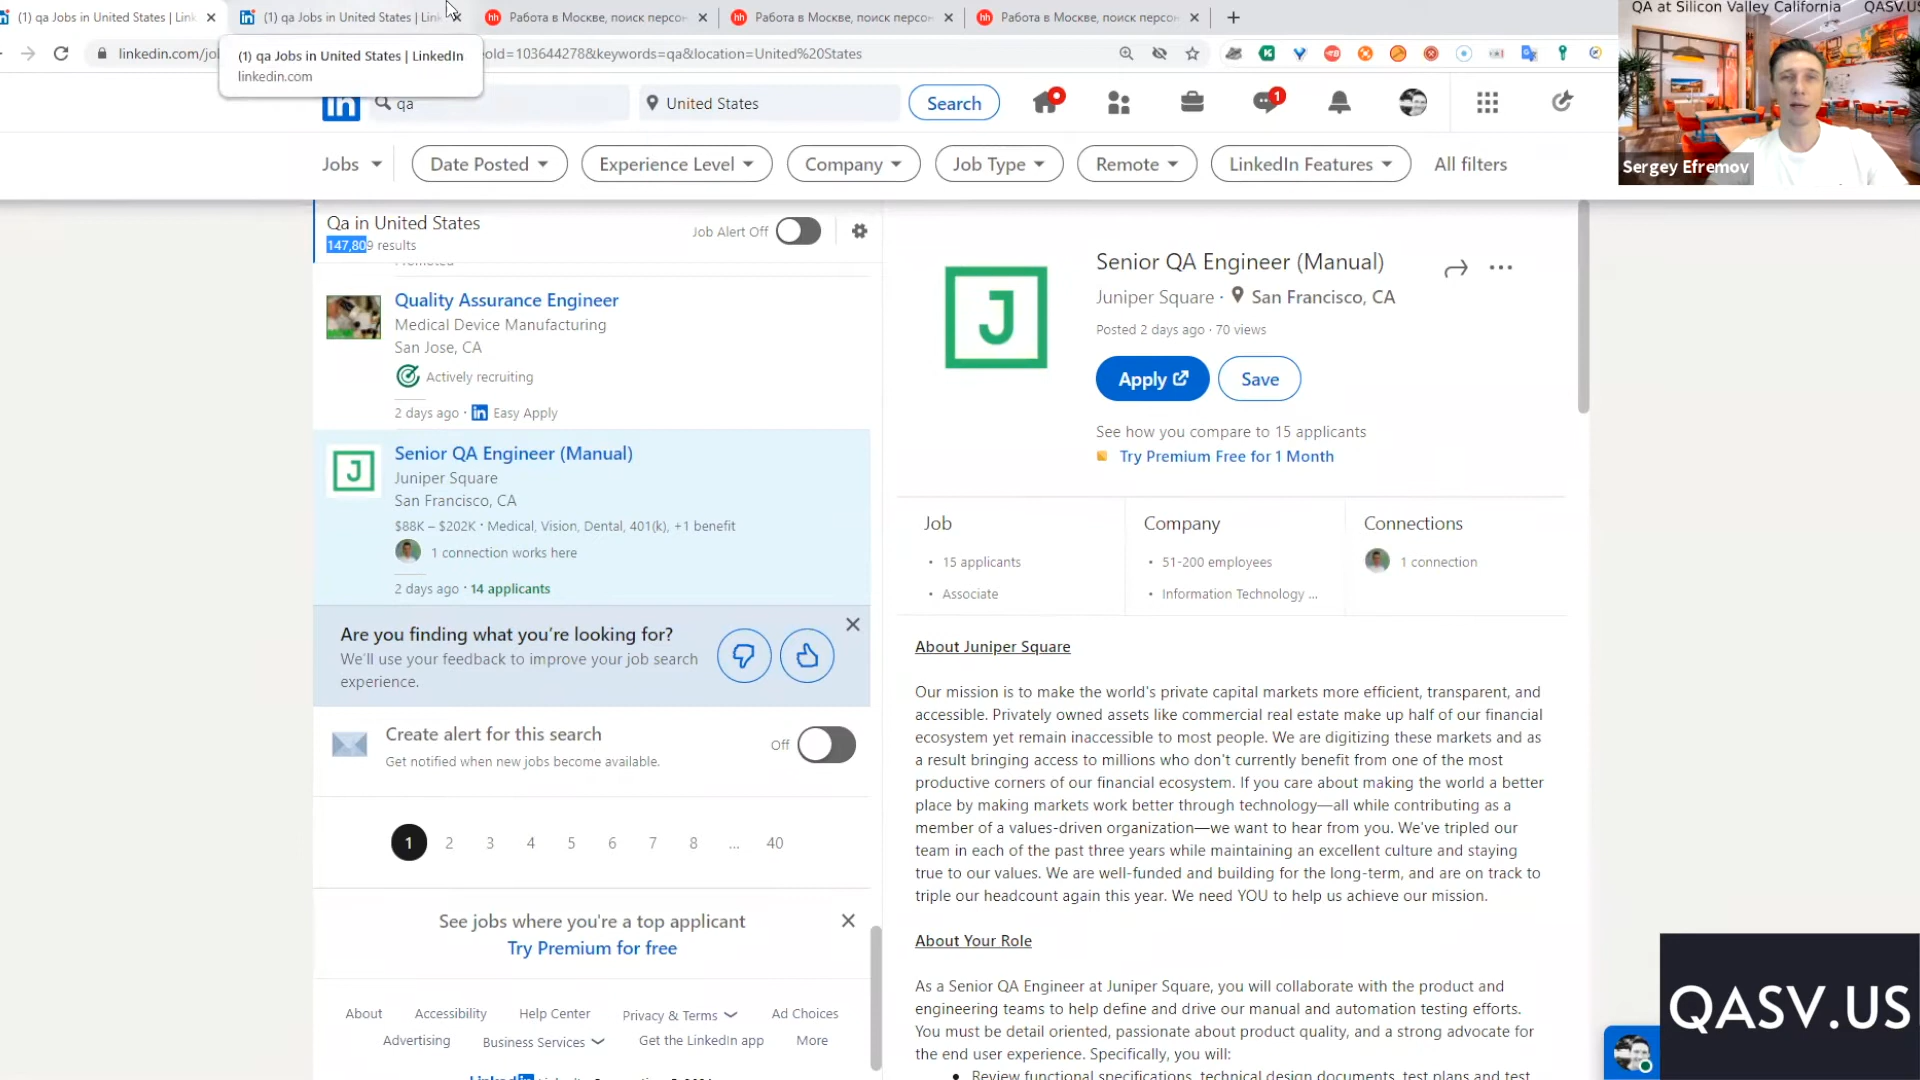 (1) qa Jobs in United States | Link
(1) qa Jobs in United States | Link
Работа в Москве, поиск персон
Работа в Москве, поиск персон
Работа в Москве, поиск персон
(1) qa Jobs in United States | LinkedIn
linkedin.com
linkedin.com/jo
oId=103644278&keywords=qa&location=United%20States
in
qa
United States
Search
1
Jobs
Date Posted
Experience Level
Company
Job Type
Remote
LinkedIn Features
All filters
QA at Silicon Valley California QASV.US
Sergey Efremov
Qa in United States
147,809 results
Job Alert Off
Promoted
Quality Assurance Engineer
Medical Device Manufacturing
San Jose, CA
Actively recruiting
2 days ago · in Easy Apply
J
Senior QA Engineer (Manual)
Juniper Square
San Francisco, CA
$88K – $202K · Medical, Vision, Dental, 401(k), +1 benefit
1 connection works here
2 days ago · 14 applicants
Are you finding what you're looking for?
We'll use your feedback to improve your job search
experience.
Create alert for this search
Get notified when new jobs become available.
Off
1 2 3 4 5 6 7 8 ... 40
See jobs where you're a top applicant
Try Premium for free
About Accessibility Help Center Privacy & Terms Ad Choices
Advertising Business Services Get the LinkedIn app More
J
Senior QA Engineer (Manual)
Juniper Square · San Francisco, CA
Posted 2 days ago · 70 views
Apply
Save
See how you compare to 15 applicants
Try Premium Free for 1 Month
Job
15 applicants
Associate
Company
51-200 employees
Information Technology ...
Connections
1 connection
About Juniper Square
Our mission is to make the world's private capital markets more efficient, transparent, and
accessible. Privately owned assets like commercial real estate make up half of our financial
ecosystem yet remain inaccessible to most people. We are digitizing these markets and as
a result bringing access to millions who don't currently benefit from one of the most
productive corners of our financial ecosystem. If you care about making the world a better
place by making markets work better through technology—all while contributing as a
member of a values-driven organization—we want to hear from you. We've tripled our
team in each of the past three years while maintaining an excellent culture and staying
true to our values. We are well-funded and building for the long-term, and are on track to
triple our headcount again this year. We need YOU to help us achieve our mission.
About Your Role
As a Senior QA Engineer at Juniper Square, you will collaborate with the product and
engineering teams to help define and drive our manual and automation testing efforts.
You must be detail oriented, passionate about product quality, and a strong advocate for
the end user experience. Specifically, you will:
Review functional specifications, technical design documents, test plans and test
QASV.US